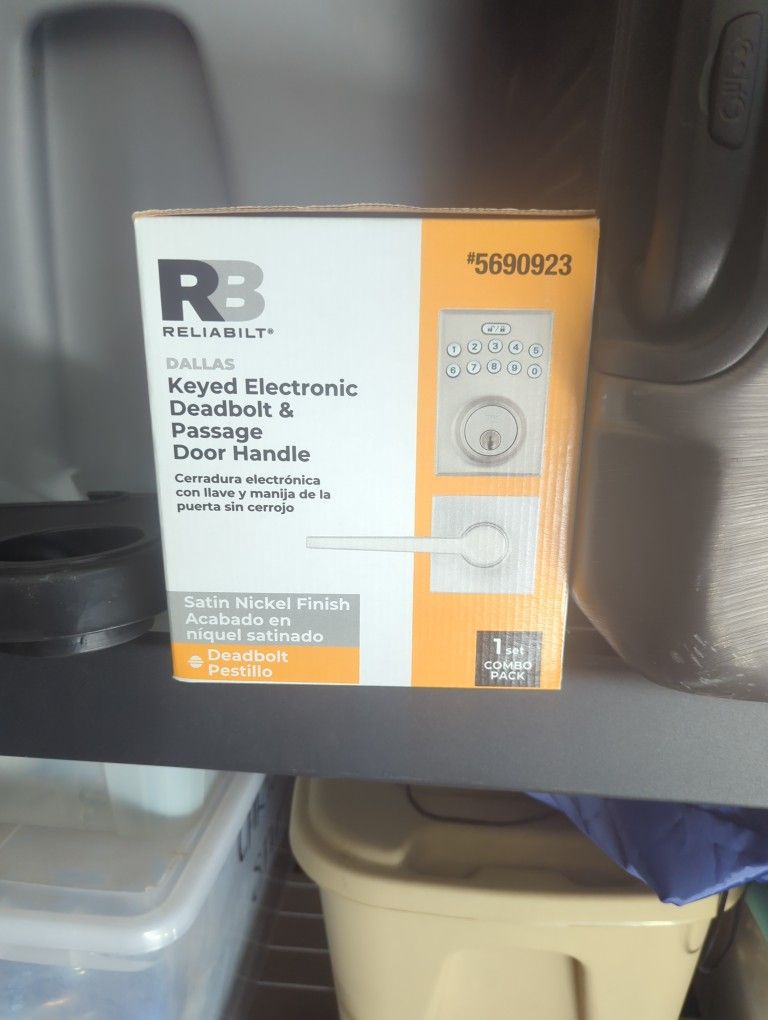 RB
RELIABILT®
DALLAS
Keyed Electronic
Deadbolt &
Passage
Door Handle
Cerradura electrónica
con llave y manija de la
puerta sin cerrojo
Satin Nickel Finish
Acabado en
níquel satinado
Deadbolt
Pestillo
#5690923
1 2 3 4 5
6 7 8 9 0
1 set
COMBO
PACK